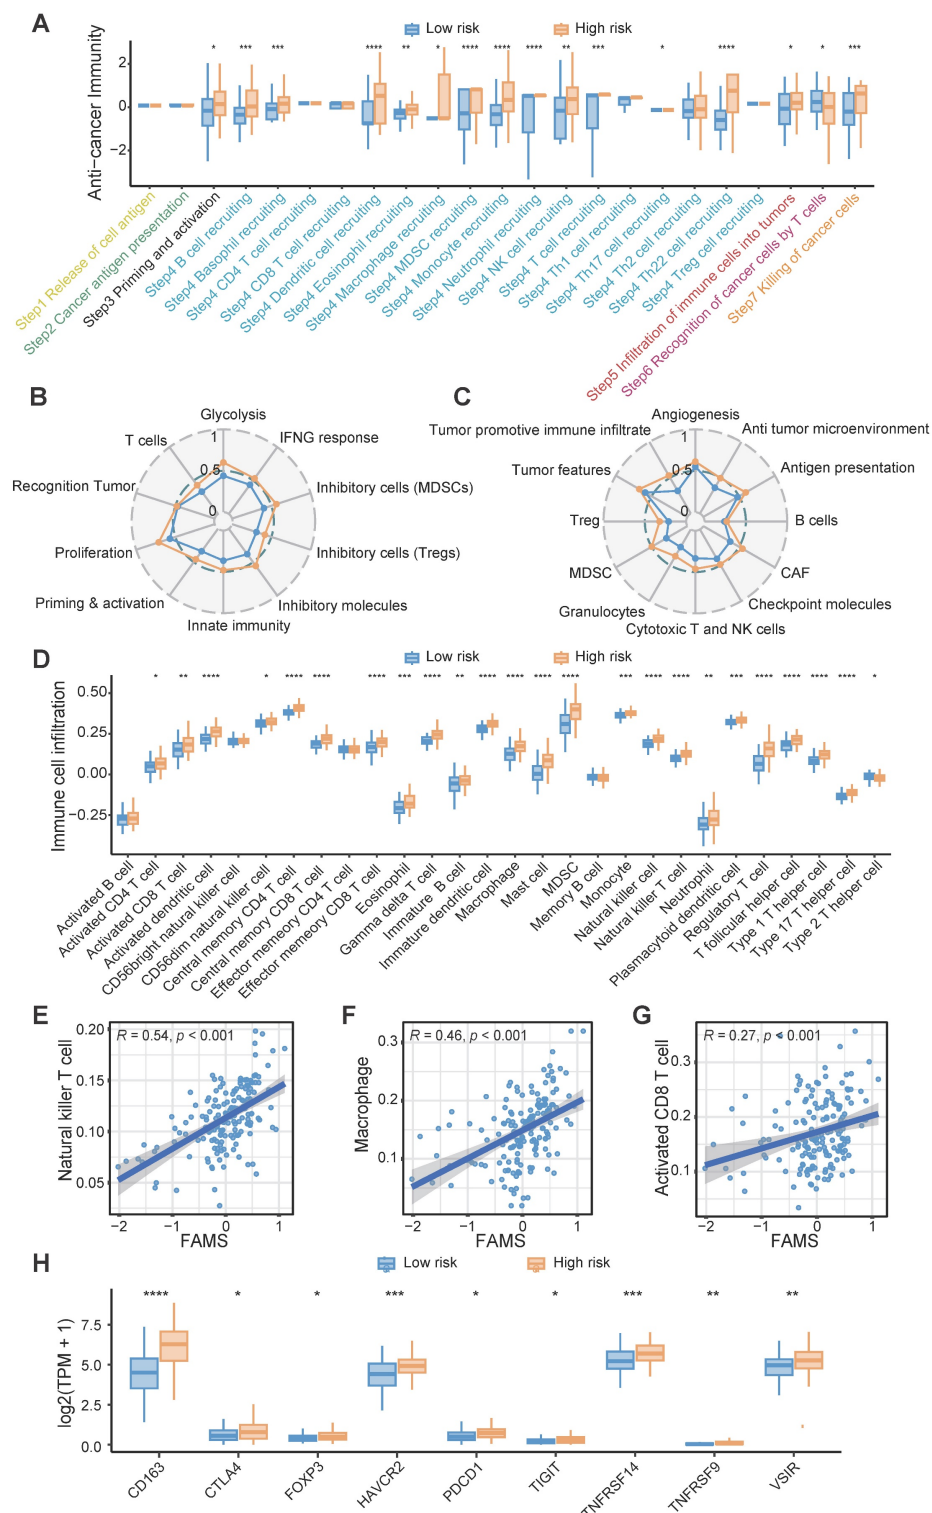 A
Low risk
High risk
Anti-cancer Immunity
2
0
−2
* *** *** **** ** * **** **** **** ** *** * **** * * ***
Step1 Release of cell antigen
Step2 Cancer antigen presentation
Step3 Priming and activation
Step4 B cell recruiting
Step4 Basophil recruiting
Step4 CD4 T cell recruiting
Step4 CD8 T cell recruiting
Step4 Dendritic cell recruiting
Step4 Eosinophil recruiting
Step4 Macrophage recruiting
Step4 MDSC recruiting
Step4 Monocyte recruiting
Step4 Neutrophil recruiting
Step4 NK cell recruiting
Step4 T cell recruiting
Step4 Th1 cell recruiting
Step4 Th17 cell recruiting
Step4 Th2 cell recruiting
Step4 Th22 cell recruiting
Step4 Treg cell recruiting
Step5 Infiltration of immune cells into tumors
Step6 Recognition of cancer cells by T cells
Step7 Killing of cancer cells
B
Glycolysis
IFNG response
Inhibitory cells (MDSCs)
Inhibitory cells (Tregs)
Inhibitory molecules
Innate immunity
Priming & activation
Proliferation
Recognition Tumor
T cells
1
0.5
0
C
Angiogenesis
Anti tumor microenvironment
Antigen presentation
B cells
CAF
Checkpoint molecules
Cytotoxic T and NK cells
Granulocytes
MDSC
Treg
Tumor features
Tumor promotive immune infiltrate
1
0.5
0
D
Low risk
High risk
Immune cell infiltration
0.50
0.25
0.00
−0.25
* ** **** * **** **** **** *** **** ** **** **** **** **** *** **** **** ** *** **** **** **** **** *
Activated B cell
Activated CD4 T cell
Activated CD8 T cell
Activated dendritic cell
CD56bright natural killer cell
CD56dim natural killer cell
Central memory CD4 T cell
Central memory CD8 T cell
Effector memeory CD4 T cell
Effector memeory CD8 T cell
Eosinophil
Gamma delta T cell
Immature B cell
Immature dendritic cell
Macrophage
Mast cell
MDSC
Memory B cell
Monocyte
Natural killer cell
Natural killer T cell
Neutrophil
Plasmacytoid dendritic cell
Regulatory T cell
T follicular helper cell
Type 1 T helper cell
Type 17 T helper cell
Type 2 T helper cell
E
R = 0.54, p < 0.001
Natural killer T cell
0.20
0.15
0.10
0.05
−2 −1 0 1
FAMS
F
R = 0.46, p < 0.001
Macrophage
0.3
0.2
0.1
−2 −1 0 1
FAMS
G
R = 0.27, p < 0.001
Activated CD8 T cell
0.3
0.2
0.1
−2 −1 0 1
FAMS
H
Low risk
High risk
log2(TPM + 1)
7.5
5.0
2.5
0.0
**** * * *** * * *** ** **
CD163
CTLA4
FOXP3
HAVCR2
PDCD1
TIGIT
TNFRSF14
TNFRSF9
VSIR